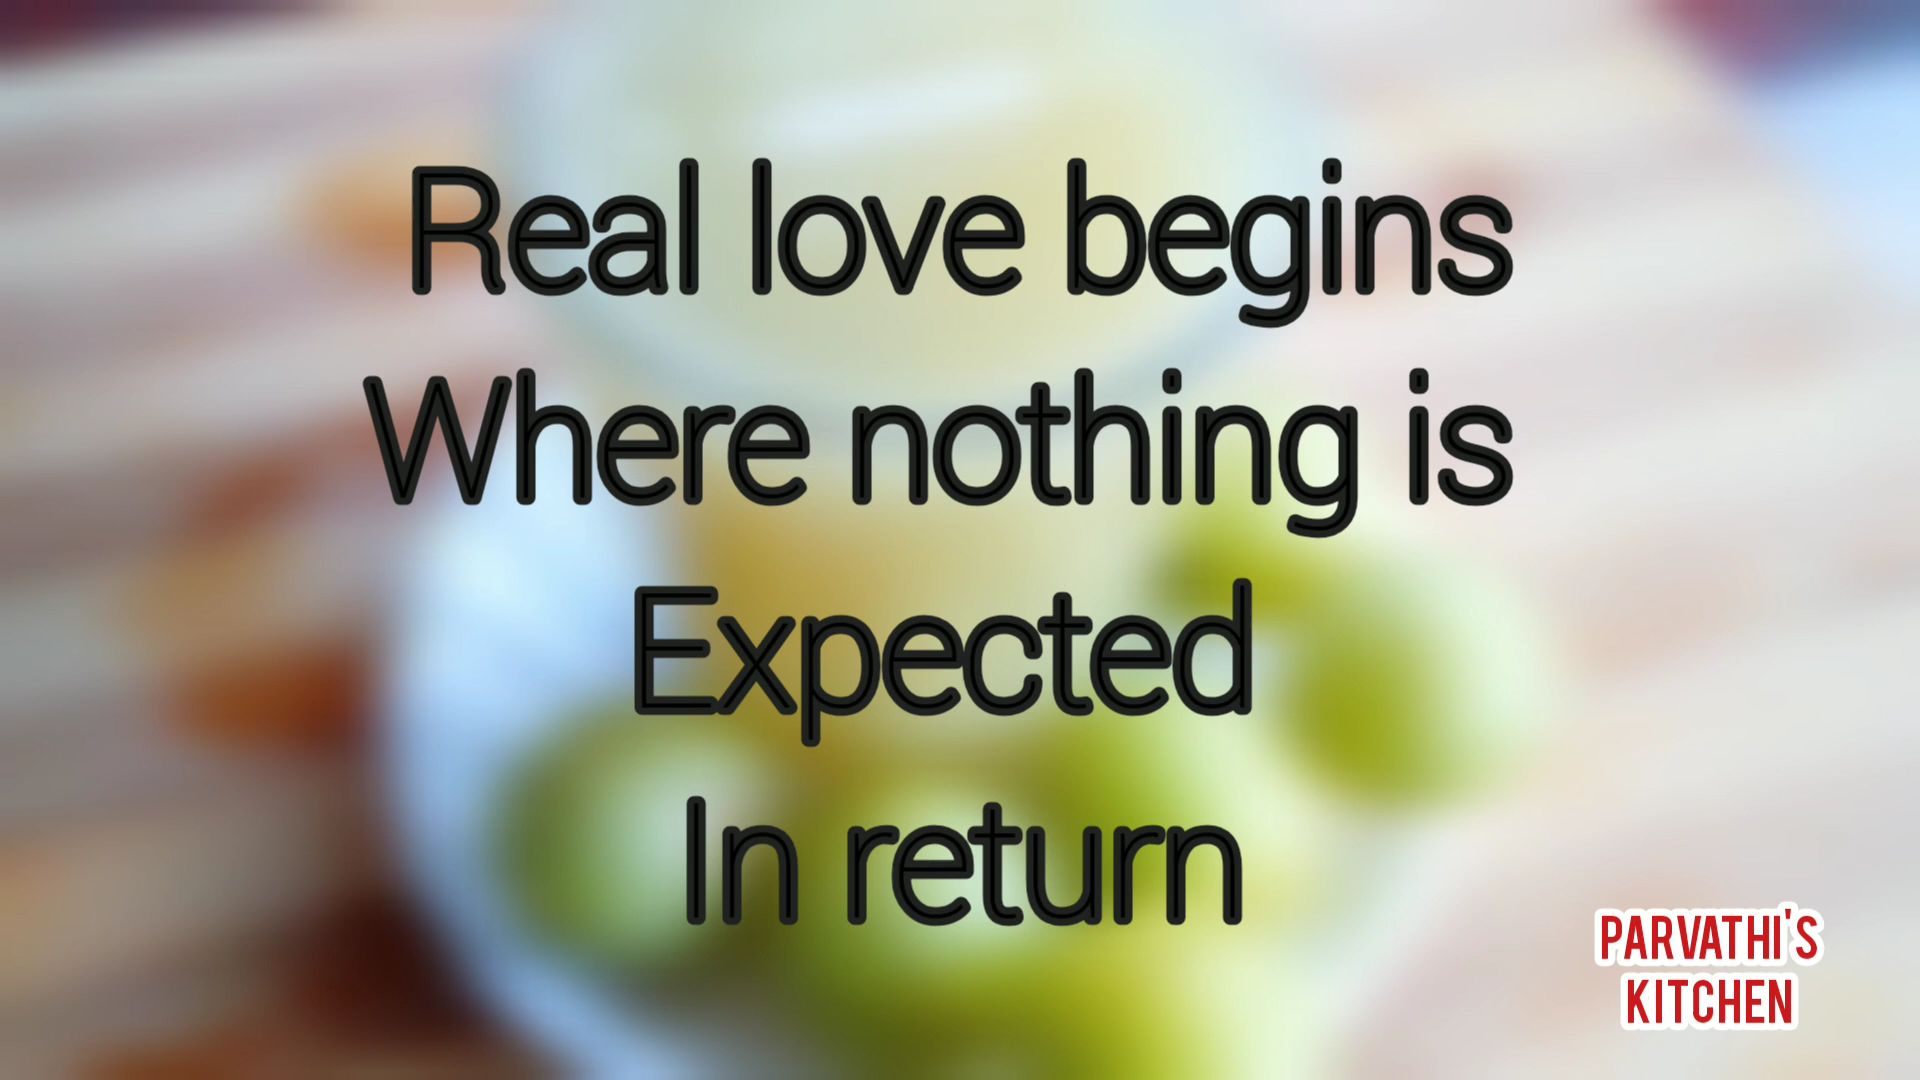 Real love begins
Where nothing is
Expected
In return
PARVATHI'S
KITCHEN